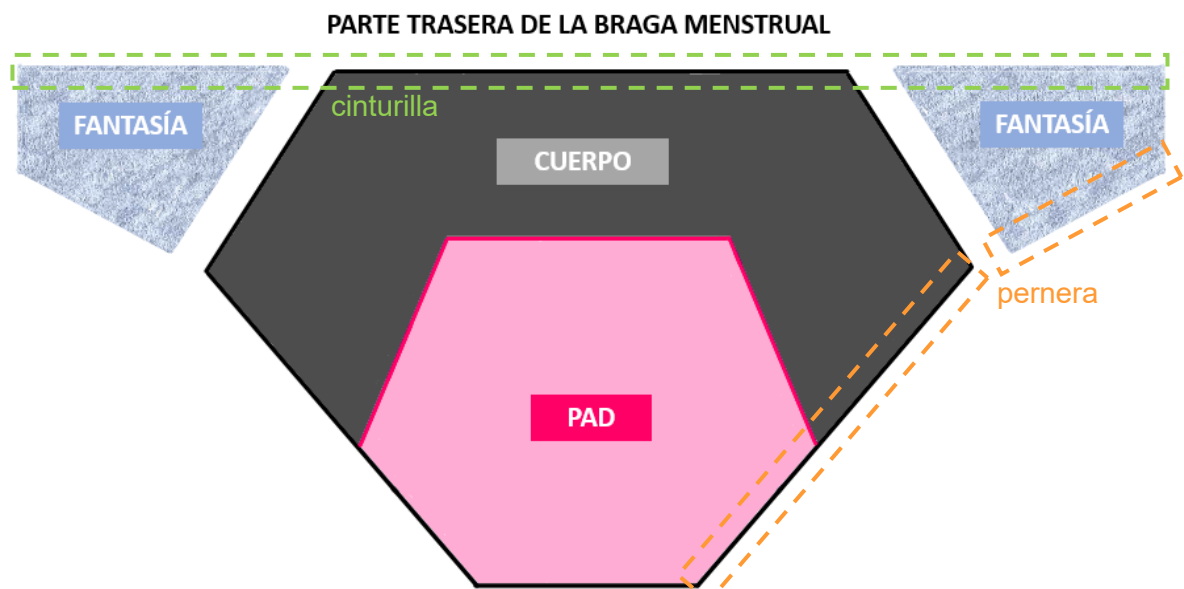 PARTE TRASERA DE LA BRAGA MENSTRUAL
FANTASÍA
cinturilla
FANTASÍA
CUERPO
pernera
PAD